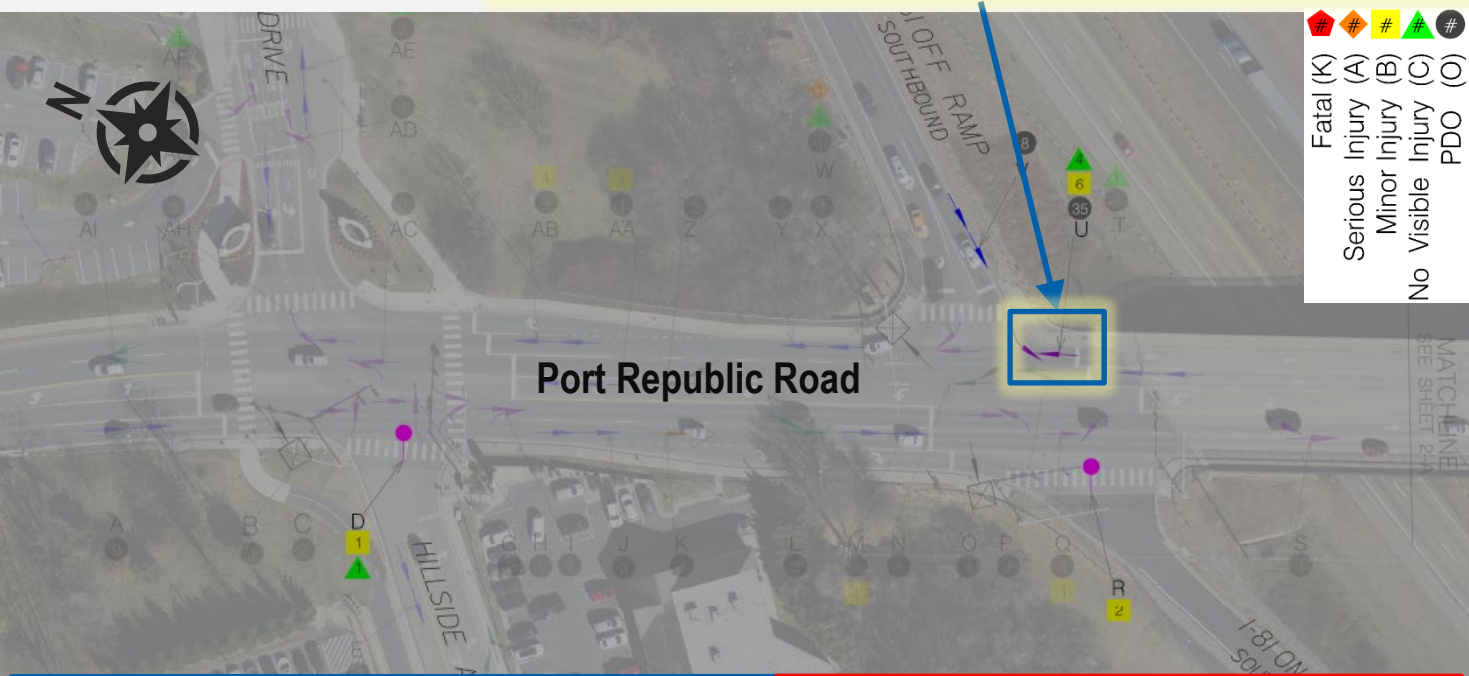 DRIVE
AF
AE
AD
AI
AH
AC
AB
AA
Z
Y
X
W
I OFF RAMP
SOUTHBOUND
8
4
6
35
U
T
N
# # # # #
Fatal (K)
Serious Injury (A)
Minor Injury (B)
No Visible Injury (C)
PDO (O)
Port Republic Road
MATCHLINE
SEE SHEET 2A
A
B
C
D
1
1
E
HILLSIDE A
G
H
I
J
K
L
M
N
O
P
Q
R
2
S
I-81 ON
SOU